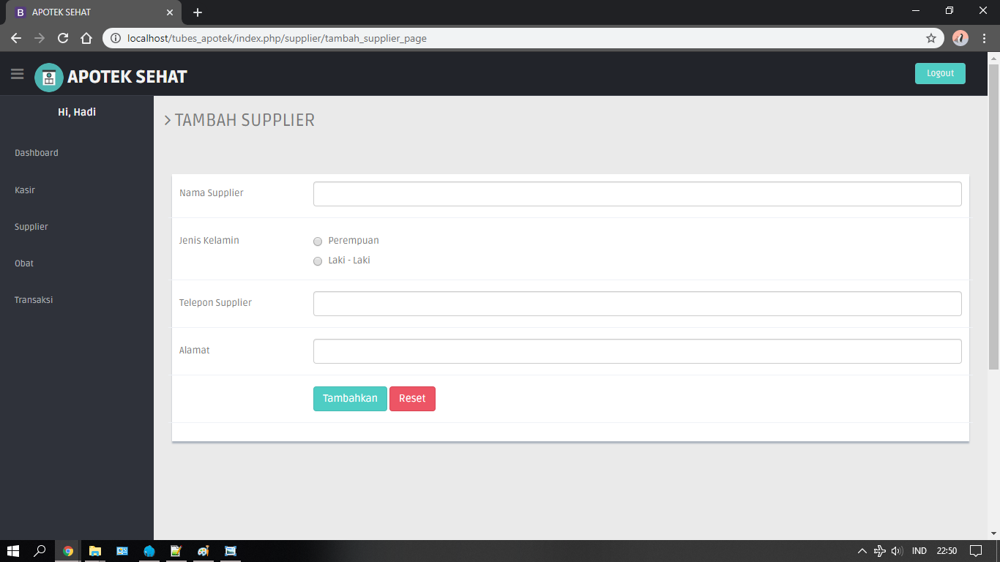 APOTEK SEHAT
localhost/tubes_apotek/index.php/supplier/tambah_supplier_page
APOTEK SEHAT
Logout
Hi, Hadi
> TAMBAH SUPPLIER
Dashboard
Kasir
Supplier
Obat
Transaksi
Nama Supplier
Jenis Kelamin
Perempuan
Laki - Laki
Telepon Supplier
Alamat
Tambahkan
Reset
IND
22:50